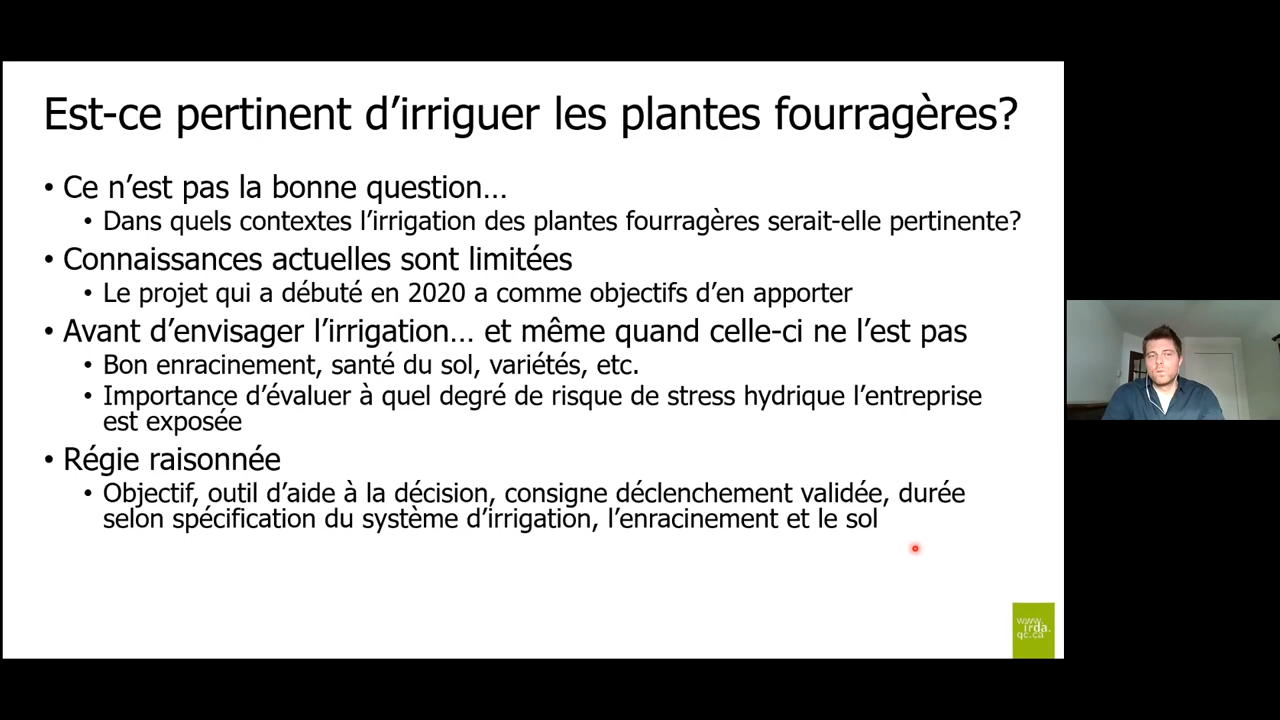 Est-ce pertinent d’irriguer les plantes fourragères?
• Ce n’est pas la bonne question…
• Dans quels contextes l’irrigation des plantes fourragères serait-elle pertinente?
• Connaissances actuelles sont limitées
• Le projet qui a débuté en 2020 a comme objectifs d’en apporter
• Avant d’envisager l’irrigation… et même quand celle-ci ne l’est pas
• Bon enracinement, santé du sol, variétés, etc.
• Importance d’évaluer à quel degré de risque de stress hydrique l’entreprise
est exposée
• Régie raisonnée
• Objectif, outil d’aide à la décision, consigne déclenchement validée, durée
selon spécification du système d’irrigation, l’enracinement et le sol
www.
irda.
qc.ca